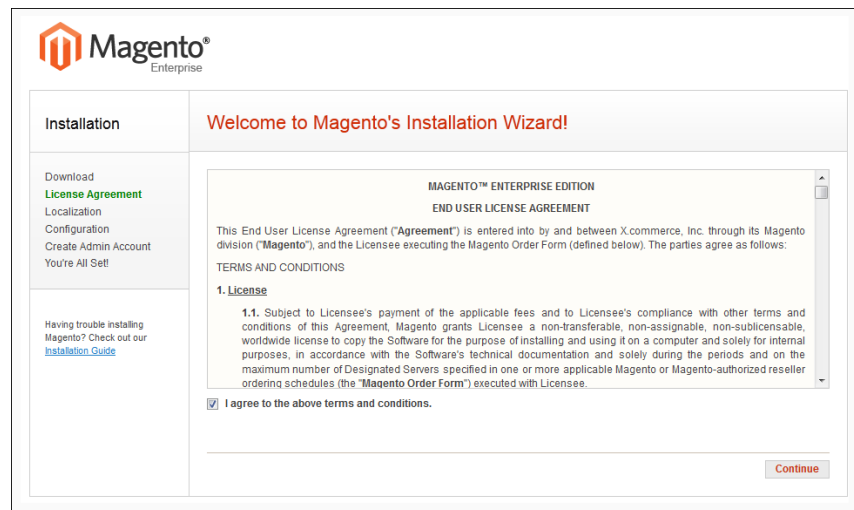 Magento®
Enterprise
Installation
Download
License Agreement
Localization
Configuration
Create Admin Account
You're All Set!
Having trouble installing
Magento? Check out our
Installation Guide
Welcome to Magento's Installation Wizard!
MAGENTO™ ENTERPRISE EDITION
END USER LICENSE AGREEMENT
This End User License Agreement ("Agreement") is entered into by and between X.commerce, Inc. through its Magento
division ("Magento"), and the Licensee executing the Magento Order Form (defined below). The parties agree as follows:
TERMS AND CONDITIONS
1. License
1.1. Subject to Licensee's payment of the applicable fees and to Licensee's compliance with other terms and
conditions of this Agreement, Magento grants Licensee a non-transferable, non-assignable, non-sublicensable,
worldwide license to copy the Software for the purpose of installing and using it on a computer and solely for internal
purposes, in accordance with the Software's technical documentation and solely during the periods and on the
maximum number of Designated Servers specified in one or more applicable Magento or Magento-authorized reseller
ordering schedules (the "Magento Order Form") executed with Licensee.
I agree to the above terms and conditions.
Continue